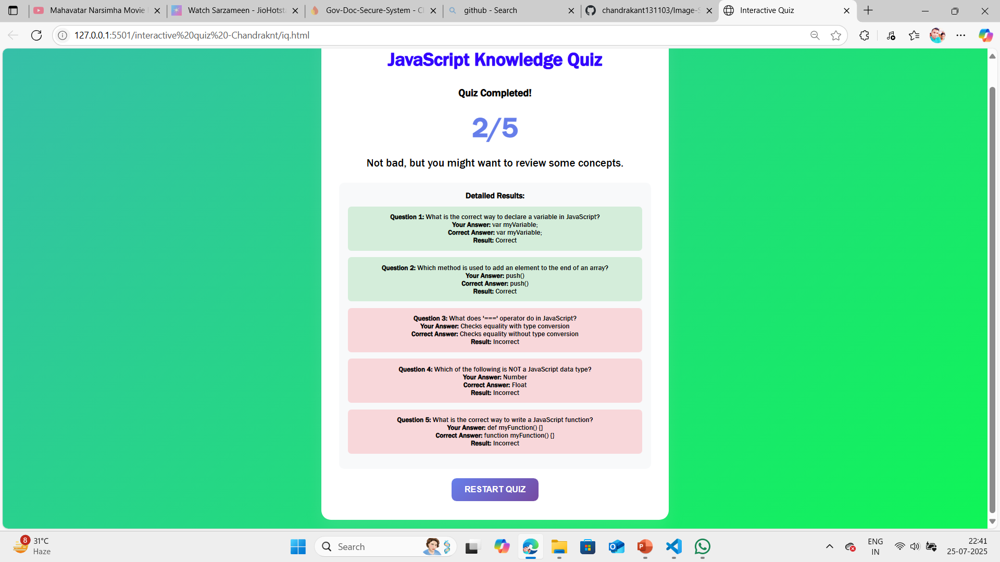 Mahavatar Narsimha Movie
Watch Sarzameen - JioHotst
Gov-Doc-Secure-System - Cl
github - Search
chandrakant131103/Image-S
Interactive Quiz
127.0.0.1:5501/interactive%20quiz%20-Chandraknt/iq.html
JavaScript Knowledge Quiz
Quiz Completed!
2/5
Not bad, but you might want to review some concepts.
Detailed Results:
Question 1: What is the correct way to declare a variable in JavaScript?
Your Answer: var myVariable;
Correct Answer: var myVariable;
Result: Correct
Question 2: Which method is used to add an element to the end of an array?
Your Answer: push()
Correct Answer: push()
Result: Correct
Question 3: What does '===' operator do in JavaScript?
Your Answer: Checks equality with type conversion
Correct Answer: Checks equality without type conversion
Result: Incorrect
Question 4: Which of the following is NOT a JavaScript data type?
Your Answer: Number
Correct Answer: Float
Result: Incorrect
Question 5: What is the correct way to write a JavaScript function?
Your Answer: def myFunction() {}
Correct Answer: function myFunction() {}
Result: Incorrect
RESTART QUIZ
8
31°C
Haze
Search
ENG
IN
22:41
25-07-2025